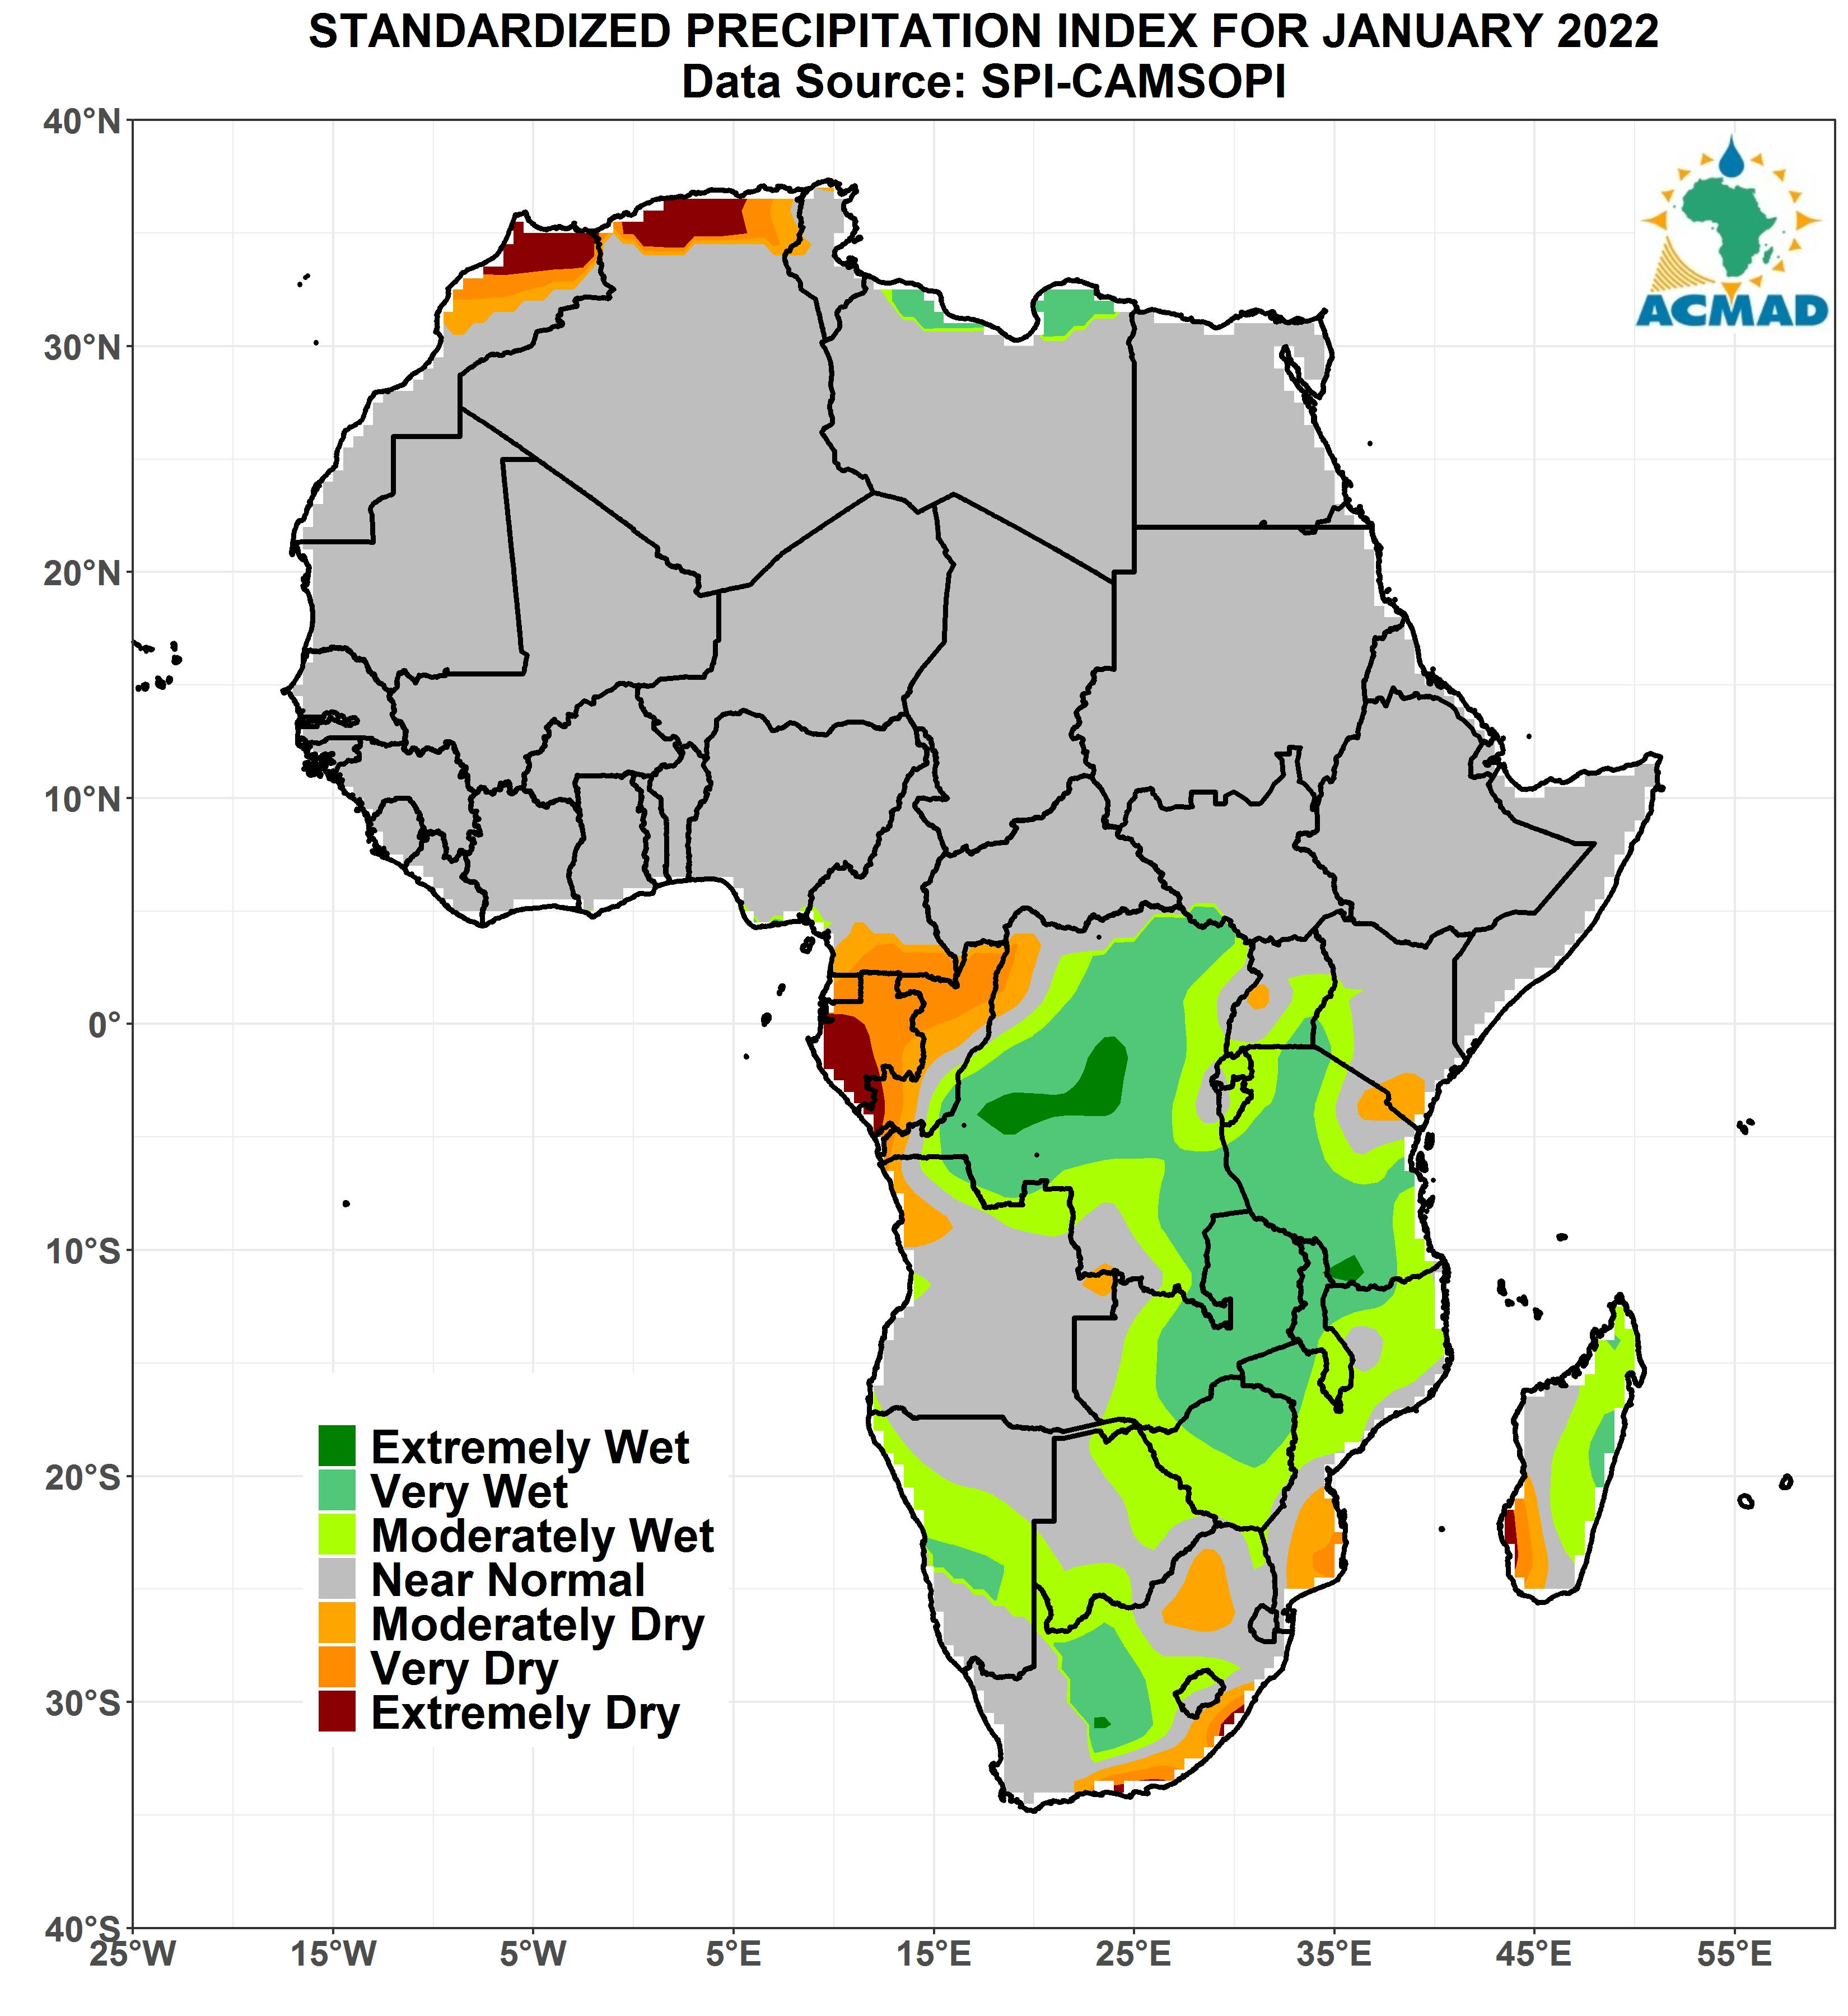 STANDARDIZED PRECIPITATION INDEX FOR JANUARY 2022
Data Source: SPI-CAMSOPI
40°N
ACMAD
30°N
20°N
10°N
0°
10°S
20°S
30°S
40°S
Extremely Wet
Very Wet
Moderately Wet
Near Normal
Moderately Dry
Very Dry
Extremely Dry
25°W 15°W 5°W 5°E 15°E 25°E 35°E 45°E 55°E